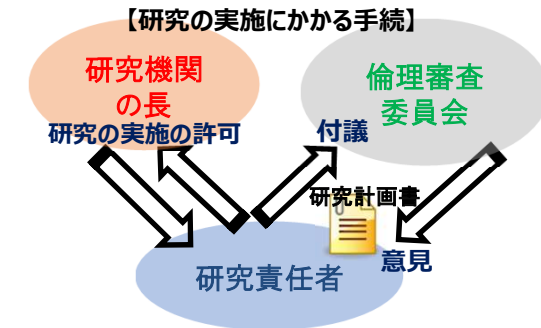 【研究の実施にかかる手続】
研究機関
の長
倫理審査
委員会
研究の実施の許可
付議
研究計画書
意見
研究責任者